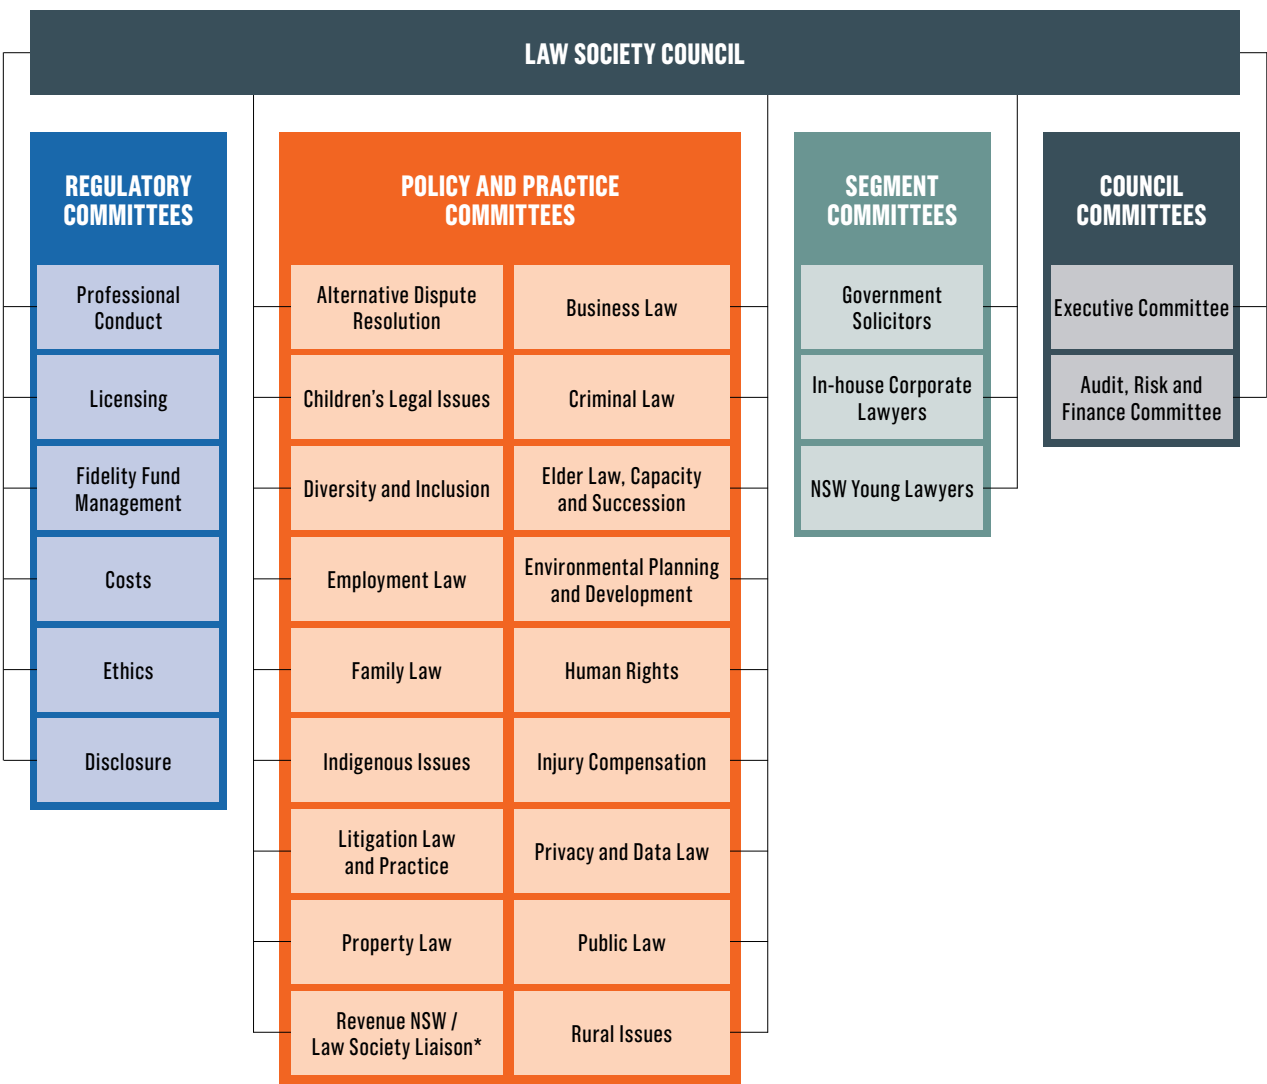 LAW SOCIETY COUNCIL
REGULATORY
COMMITTEES
Professional
Conduct
Licensing
Fidelity Fund
Management
Costs
Ethics
Disclosure
POLICY AND PRACTICE
COMMITTEES
Alternative Dispute
Resolution
Business Law
Children’s Legal Issues
Criminal Law
Diversity and Inclusion
Elder Law, Capacity
and Succession
Employment Law
Environmental Planning
and Development
Family Law
Human Rights
Indigenous Issues
Injury Compensation
Litigation Law
and Practice
Privacy and Data Law
Property Law
Public Law
Revenue NSW /
Law Society Liaison*
Rural Issues
SEGMENT
COMMITTEES
Government
Solicitors
In-house Corporate
Lawyers
NSW Young Lawyers
COUNCIL
COMMITTEES
Executive Committee
Audit, Risk and
Finance Committee